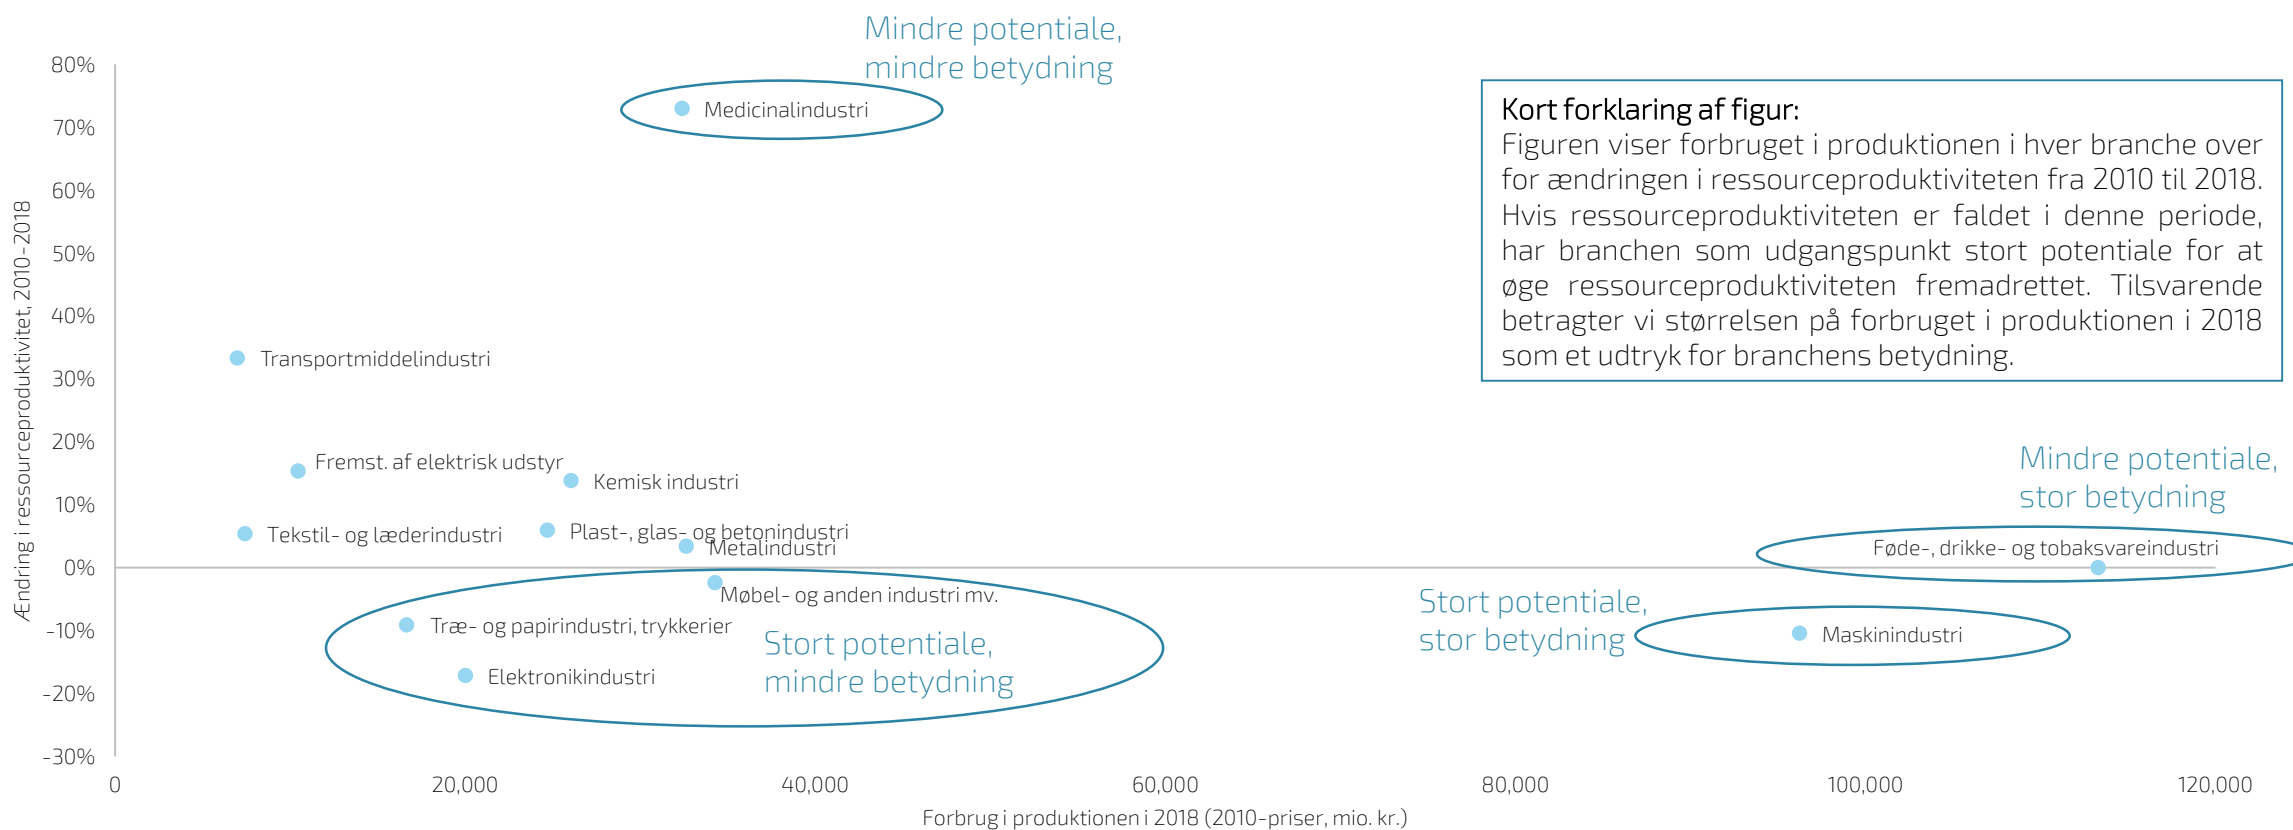 Mindre potentiale,
mindre betydning
80%
70%
60%
50%
40%
30%
20%
10%
0%
-10%
-20%
-30%
Ændring i ressourceproduktivitet, 2010-2018
Medicinalindustri
Transportmiddelindustri
Fremst. af elektrisk udstyr
Kemisk industri
Tekstil- og læderindustri
Plast-, glas- og betonindustri
Metalindustri
Møbel- og anden industri mv.
Træ- og papirindustri, trykkerier
Elektronikindustri
Stort potentiale,
mindre betydning
Kort forklaring af figur:
Figuren viser forbruget i produktionen i hver branche over
for ændringen i ressourceproduktiviteten fra 2010 til 2018.
Hvis ressourceproduktiviteten er faldet i denne periode,
har branchen som udgangspunkt stort potentiale for at
øge ressourceproduktiviteten fremadrettet. Tilsvarende
betragter vi størrelsen på forbruget i produktionen i 2018
som et udtryk for branchens betydning.
Mindre potentiale,
stor betydning
Føde-, drikke- og tobaksvareindustri
Stort potentiale,
stor betydning
Maskinindustri
0
20,000
40,000
60,000
80,000
100,000
120,000
Forbrug i produktionen i 2018 (2010-priser, mio. kr.)